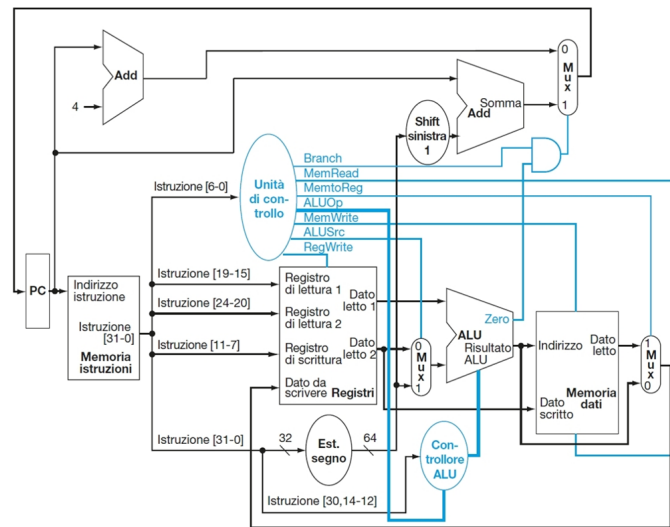 0
Mux
1
Add
4
Somma
Add
Shift
sinistra
1
Branch
MemRead
MemtoReg
ALUOp
MemWrite
ALUSrc
RegWrite
Unità
di con-
trollo
Istruzione [6-0]
PC
Indirizzo
istruzione
Istruzione
[31-0]
Memoria
istruzioni
Istruzione [19-15]
Istruzione [24-20]
Istruzione [11-7]
Registro
di lettura 1
Registro
di lettura 2
Registro
di scrittura
Dato da
scrivere
Registri
Dato
letto 1
Dato
letto 2
0
Mux
1
Zero
ALU
Risultato
ALU
Indirizzo
Dato
letto
Memoria
dati
Dato
scritto
1
Mux
0
Istruzione [31-0]
32
Est.
segno
64
Con-
trollore
ALU
Istruzione [30,14-12]